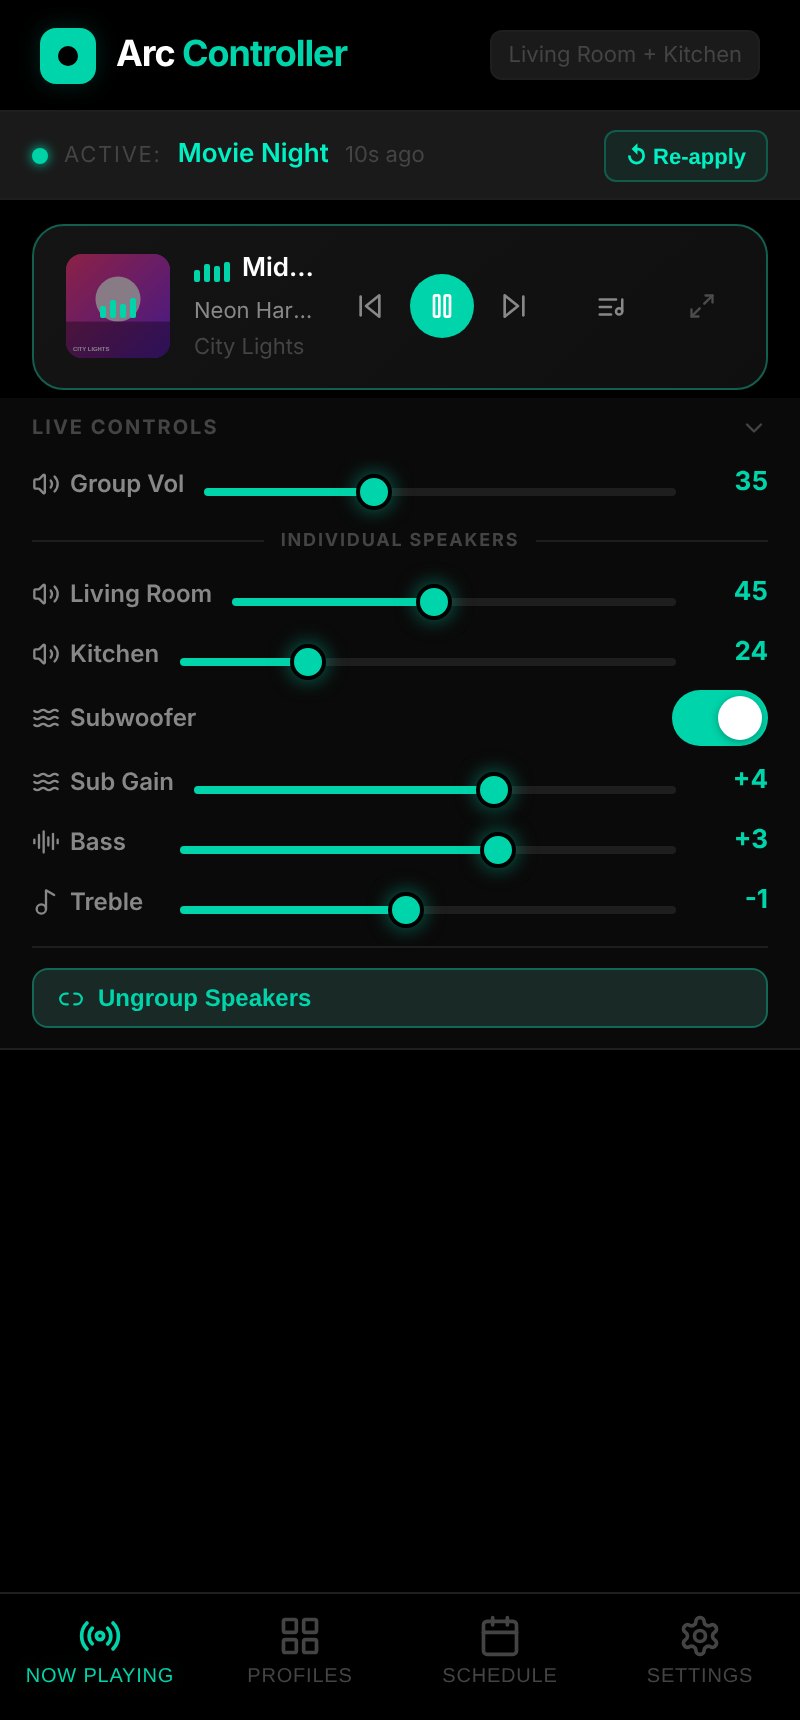 Arc Controller
Living Room + Kitchen
ACTIVE: Movie Night 10s ago
Re-apply
Mid...
Neon Har...
City Lights
CITY LIGHTS
LIVE CONTROLS
Group Vol 35
INDIVIDUAL SPEAKERS
Living Room 45
Kitchen 24
Subwoofer
Sub Gain +4
Bass +3
Treble -1
Ungroup Speakers
NOW PLAYING
PROFILES
SCHEDULE
SETTINGS